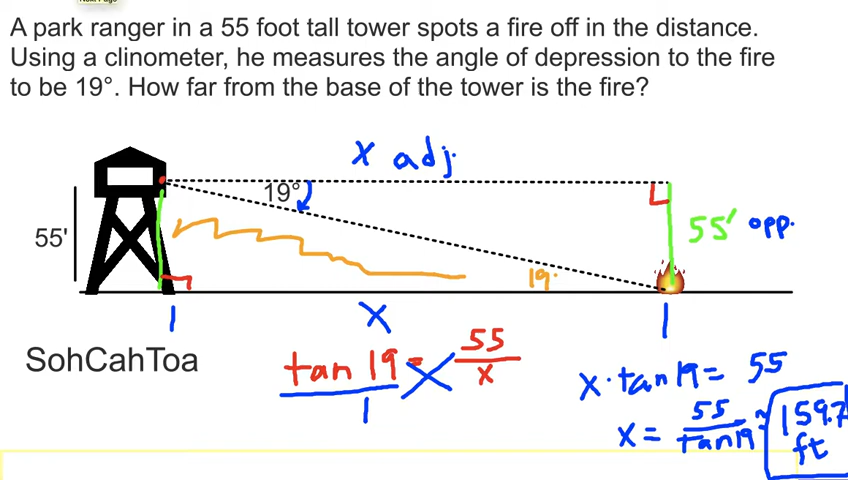 Next Page
A park ranger in a 55 foot tall tower spots a fire off in the distance.
Using a clinometer, he measures the angle of depression to the fire
to be 19°. How far from the base of the tower is the fire?
x adj.
19°
55'
55' opp.
19°
x
SohCahToa
tan 19 = 55/x
1
x · tan 19 = 55
x = 55/tan 19 ≈ 159.7
ft